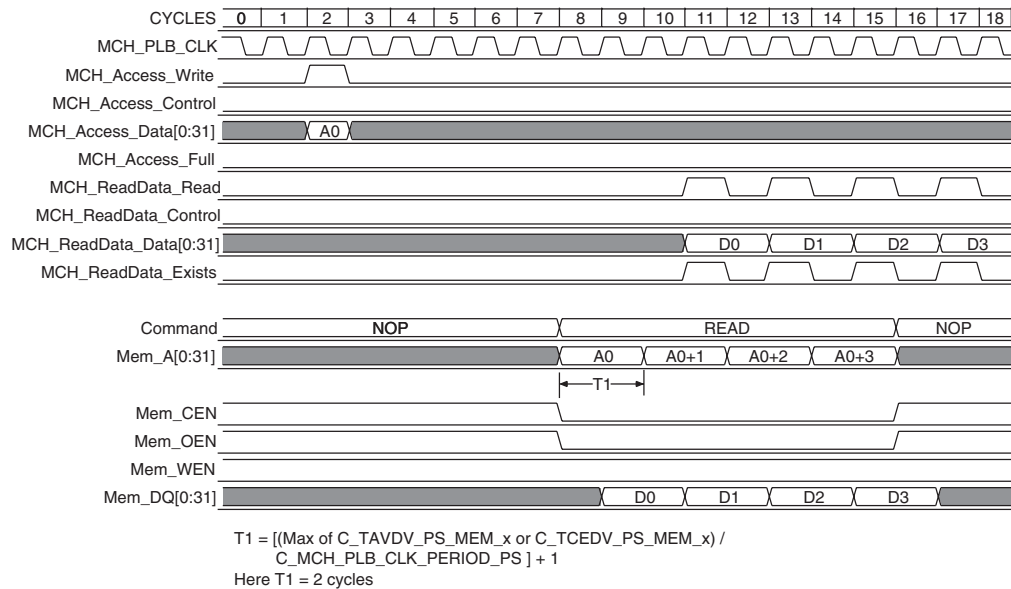 CYCLES 0 1 2 3 4 5 6 7 8 9 10 11 12 13 14 15 16 17 18
MCH_PLB_CLK
MCH_Access_Write
MCH_Access_Control
MCH_Access_Data[0:31] A0
MCH_Access_Full
MCH_ReadData_Read
MCH_ReadData_Control
MCH_ReadData_Data[0:31] D0 D1 D2 D3
MCH_ReadData_Exists
Command NOP READ NOP
Mem_A[0:31] A0 A0+1 A0+2 A0+3
T1
Mem_CEN
Mem_OEN
Mem_WEN
Mem_DQ[0:31] D0 D1 D2 D3
T1 = [(Max of C_TAVDV_PS_MEM_x or C_TCEDV_PS_MEM_x) /
C_MCH_PLB_CLK_PERIOD_PS ] + 1
Here T1 = 2 cycles